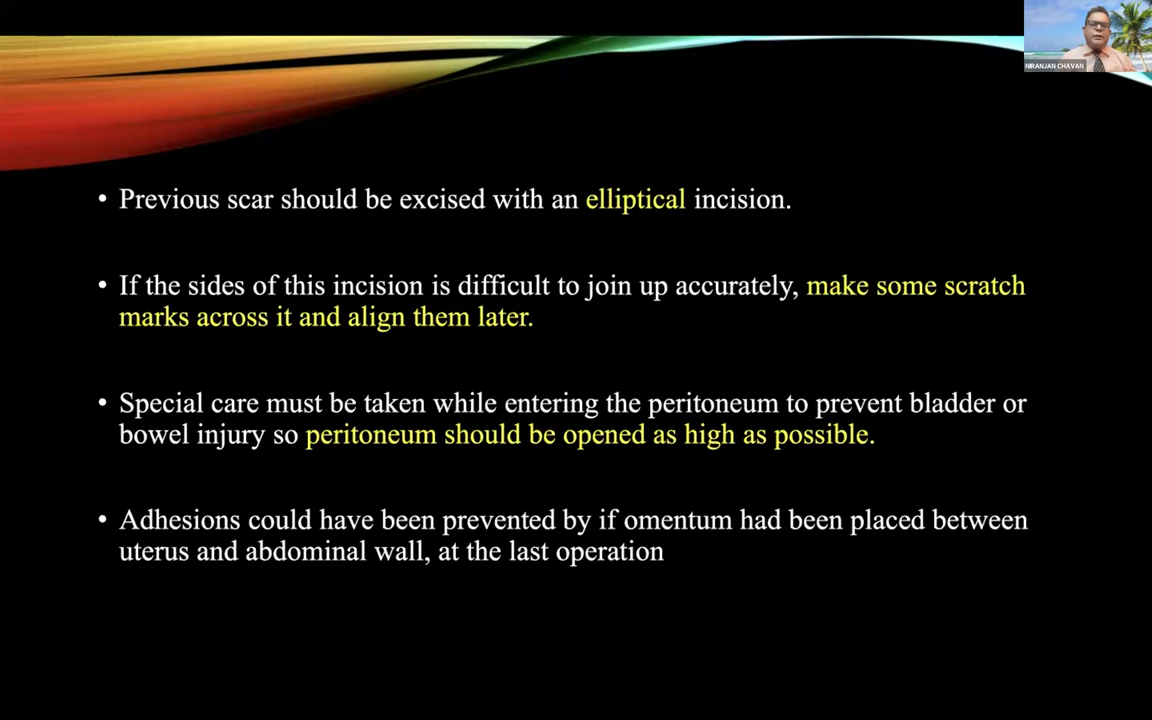 NIRANJAN CHAVAN
• Previous scar should be excised with an elliptical incision.
• If the sides of this incision is difficult to join up accurately, make some scratch
marks across it and align them later.
• Special care must be taken while entering the peritoneum to prevent bladder or
bowel injury so peritoneum should be opened as high as possible.
• Adhesions could have been prevented by if omentum had been placed between
uterus and abdominal wall, at the last operation